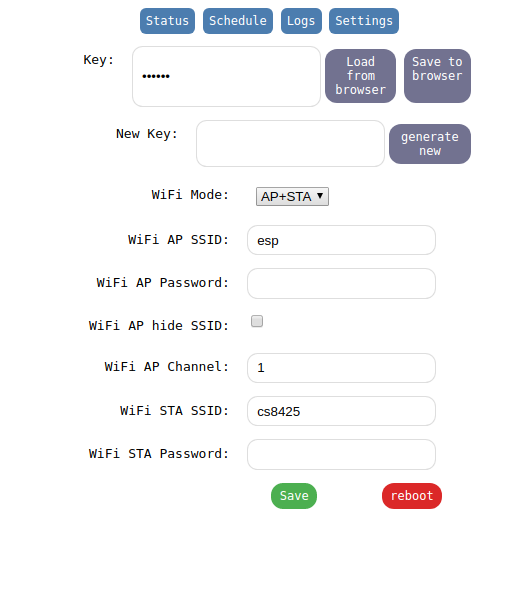 Status Schedule Logs Settings
Key: •••••• Load from browser Save to browser
New Key: generate new
WiFi Mode: AP+STA
WiFi AP SSID: esp
WiFi AP Password:
WiFi AP hide SSID:
WiFi AP Channel: 1
WiFi STA SSID: cs8425
WiFi STA Password:
Save reboot